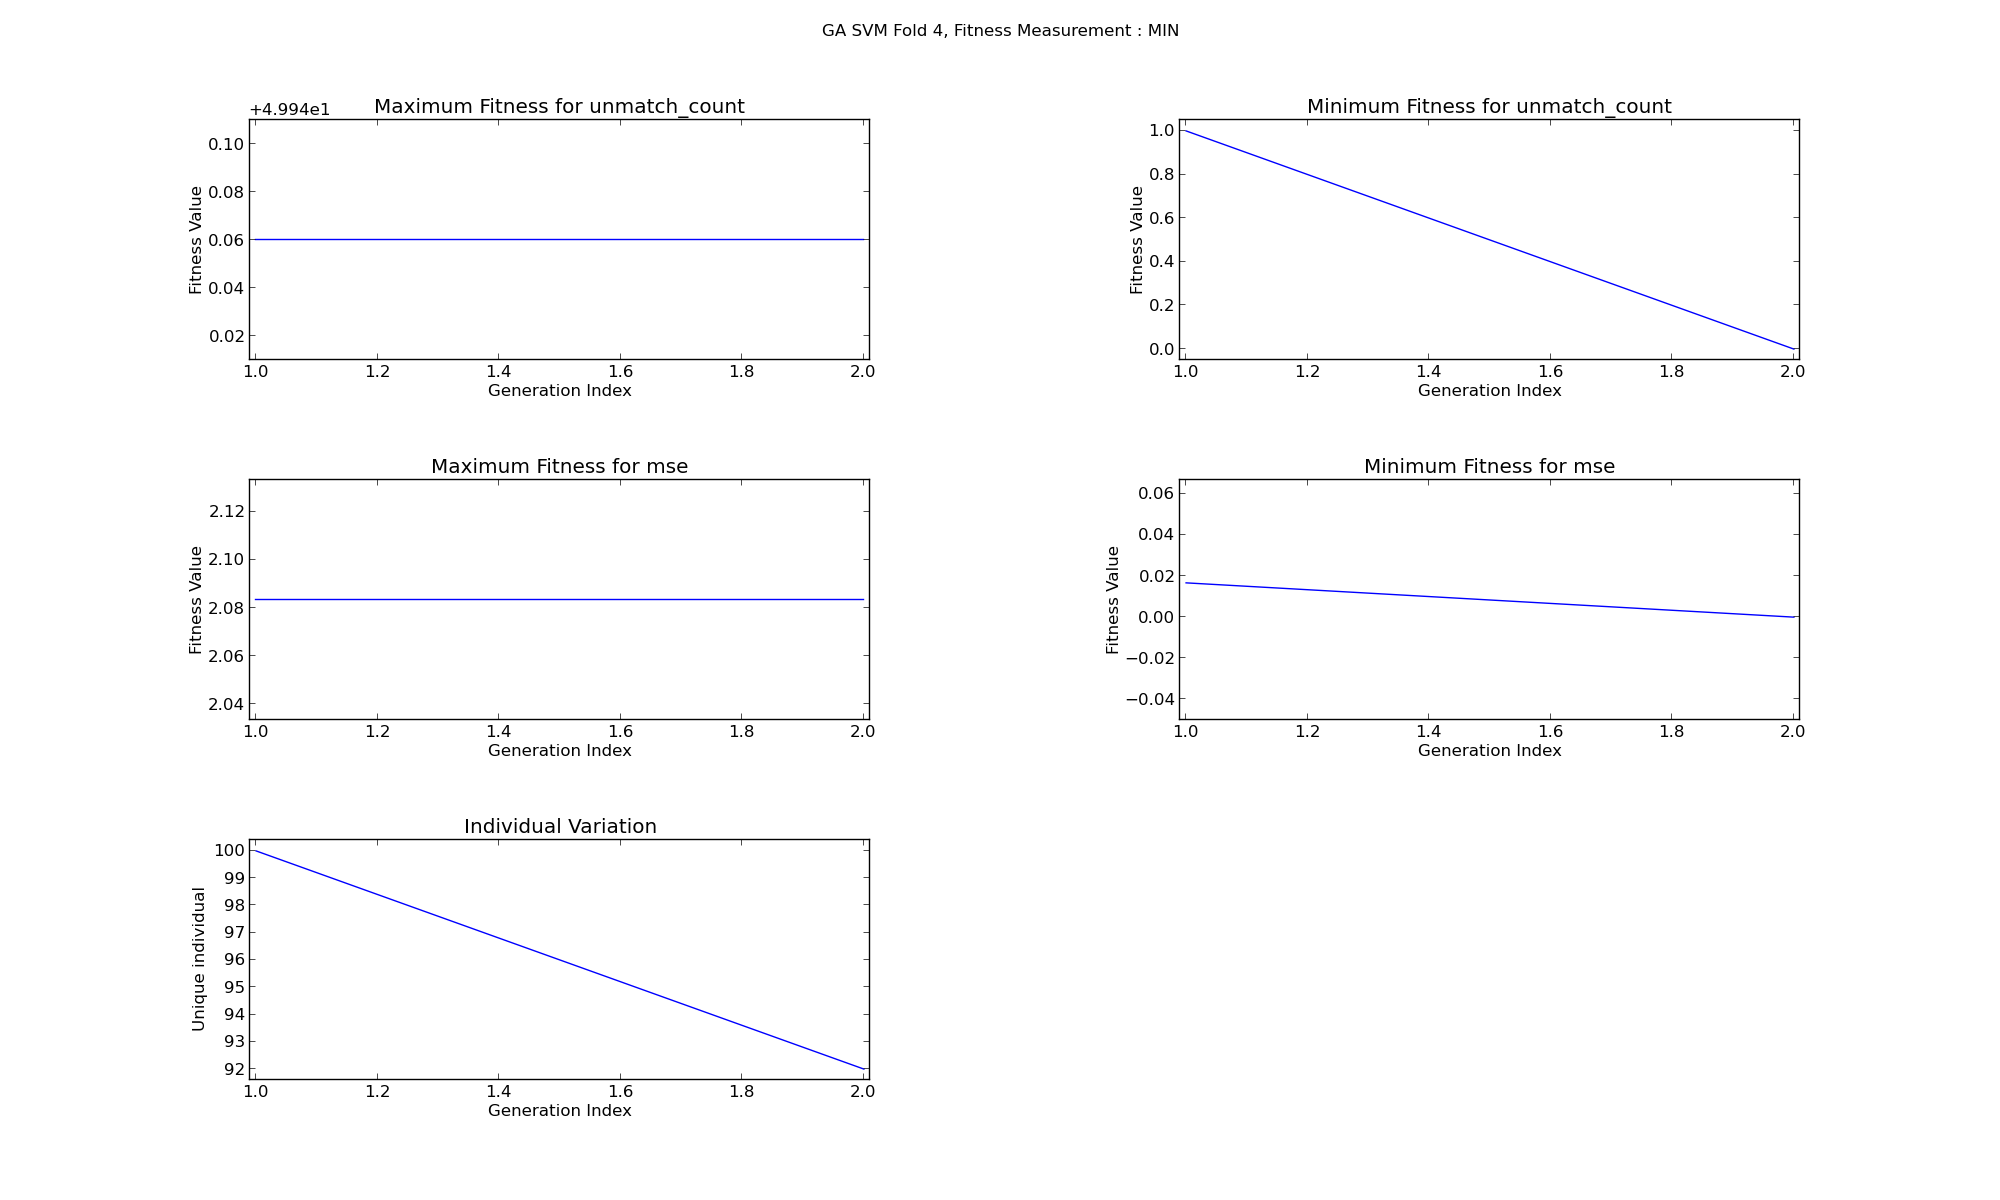 GA SVM Fold 4, Fitness Measurement : MIN
+4.994e1
Maximum Fitness for unmatch_count
0.10
0.08
0.06
0.04
0.02
Fitness Value
1.0 1.2 1.4 1.6 1.8 2.0
Generation Index
Minimum Fitness for unmatch_count
1.0
0.8
0.6
0.4
0.2
0.0
Fitness Value
1.0 1.2 1.4 1.6 1.8 2.0
Generation Index
Maximum Fitness for mse
2.12
2.10
2.08
2.06
2.04
Fitness Value
1.0 1.2 1.4 1.6 1.8 2.0
Generation Index
Minimum Fitness for mse
0.06
0.04
0.02
0.00
−0.02
−0.04
Fitness Value
1.0 1.2 1.4 1.6 1.8 2.0
Generation Index
Individual Variation
100
99
98
97
96
95
94
93
92
Unique individual
1.0 1.2 1.4 1.6 1.8 2.0
Generation Index